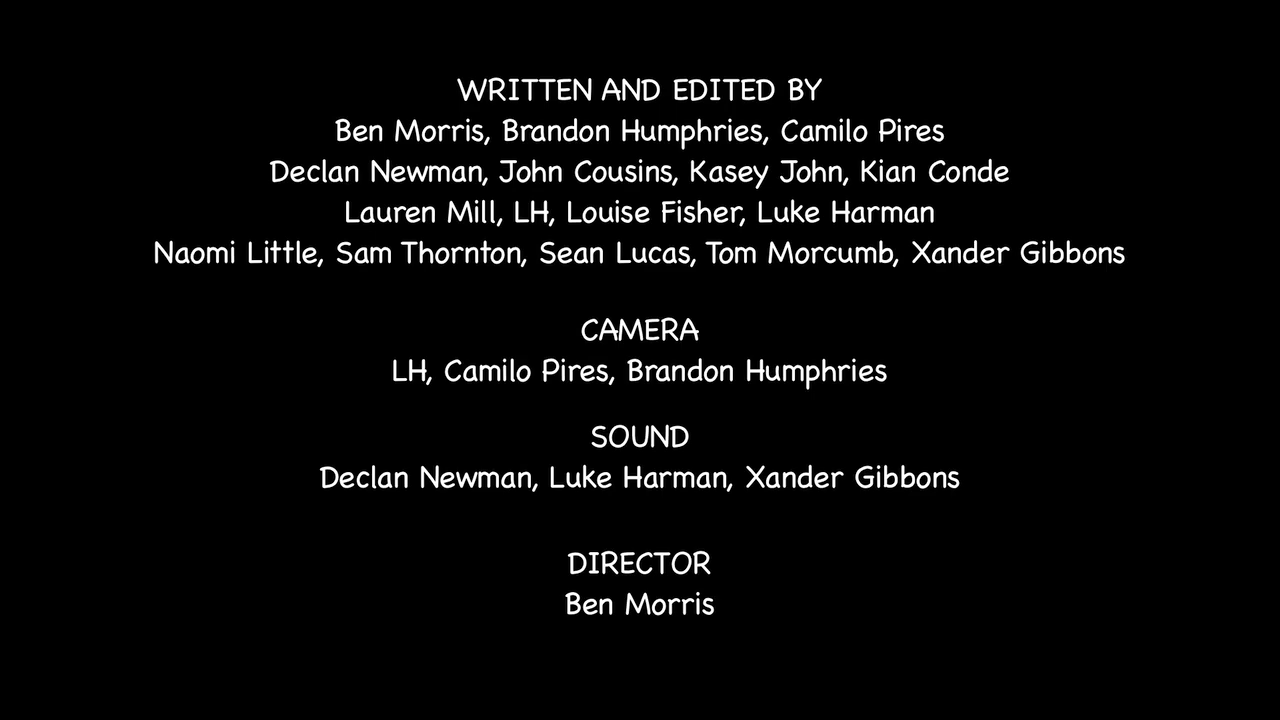 WRITTEN AND EDITED BY
Ben Morris, Brandon Humphries, Camilo Pires
Declan Newman, John Cousins, Kasey John, Kian Conde
Lauren Mill, LH, Louise Fisher, Luke Harman
Naomi Little, Sam Thornton, Sean Lucas, Tom Morcumb, Xander Gibbons
CAMERA
LH, Camilo Pires, Brandon Humphries
SOUND
Declan Newman, Luke Harman, Xander Gibbons
DIRECTOR
Ben Morris